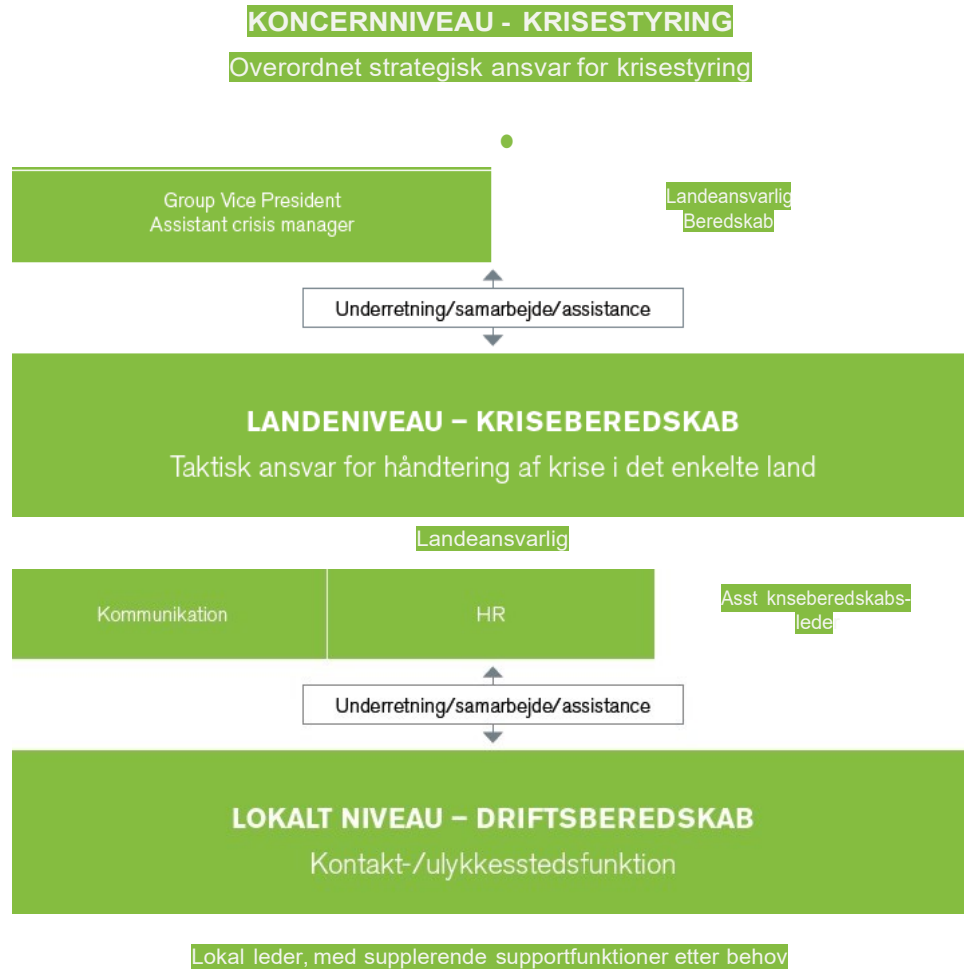 KONCERNNIVEAU - KRISESTYRING
Overordnet strategisk ansvar for krisestyring
Group Vice President
Assistant crisis manager
Landeansvarlig
Beredskab
Underretning/samarbejde/assistance
LANDENIVEAU – KRISEBEREDSKAB
Taktisk ansvar for håndtering af krise i det enkelte land
Landeansvarlig
Kommunikation
HR
Asst knseberedskabs-
lede
Underretning/samarbejde/assistance
LOKALT NIVEAU – DRIFTSBEREDSKAB
Kontakt-/ulykkesstedsfunktion
Lokal leder, med supplerende supportfunktioner etter behov